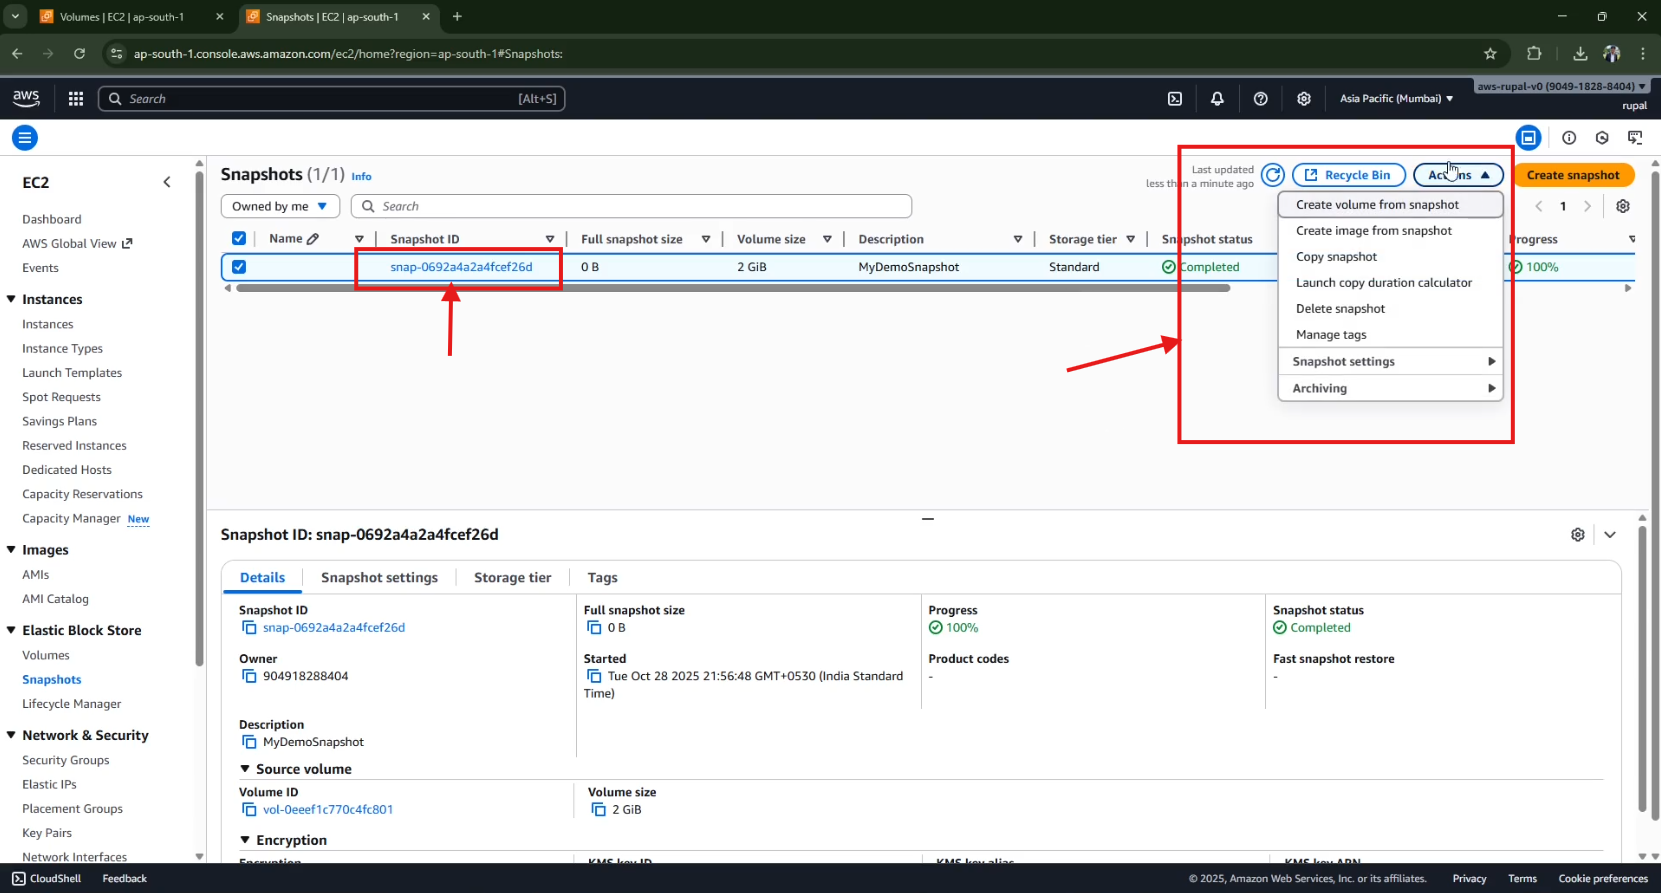 Volumes | EC2 | ap-south-1
Snapshots | EC2 | ap-south-1
ap-south-1.console.aws.amazon.com/ec2/home?region=ap-south-1#Snapshots:
aws
Search
[Alt+S]
Asia Pacific (Mumbai)
aws-rupal-v0 (9049-1828-8404)
rupal
EC2
Dashboard
AWS Global View
Events
Instances
Instances
Instance Types
Launch Templates
Spot Requests
Savings Plans
Reserved Instances
Dedicated Hosts
Capacity Reservations
Capacity Manager New
Images
AMIs
AMI Catalog
Elastic Block Store
Volumes
Snapshots
Lifecycle Manager
Network & Security
Security Groups
Elastic IPs
Placement Groups
Key Pairs
Network Interfaces
Snapshots (1/1) Info
Last updated
less than a minute ago
Recycle Bin
Actions
Create snapshot
Owned by me
Search
1
Name
Snapshot ID
Full snapshot size
Volume size
Description
Storage tier
Snapshot status
Progress
snap-0692a4a2a4fcef26d
0 B
2 GiB
MyDemoSnapshot
Standard
Completed
100%
Create volume from snapshot
Create image from snapshot
Copy snapshot
Launch copy duration calculator
Delete snapshot
Manage tags
Snapshot settings
Archiving
Snapshot ID: snap-0692a4a2a4fcef26d
Details
Snapshot settings
Storage tier
Tags
Snapshot ID
snap-0692a4a2a4fcef26d
Full snapshot size
0 B
Progress
100%
Snapshot status
Completed
Owner
904918288404
Started
Tue Oct 28 2025 21:56:48 GMT+0530 (India Standard
Time)
Product codes
-
Fast snapshot restore
-
Description
MyDemoSnapshot
Source volume
Volume ID
vol-0eeef1c770c4fc801
Volume size
2 GiB
Encryption
Encryption
KMS key ID
KMS key alias
KMS key ARN
CloudShell
Feedback
© 2025, Amazon Web Services, Inc. or its affiliates.
Privacy
Terms
Cookie preferences